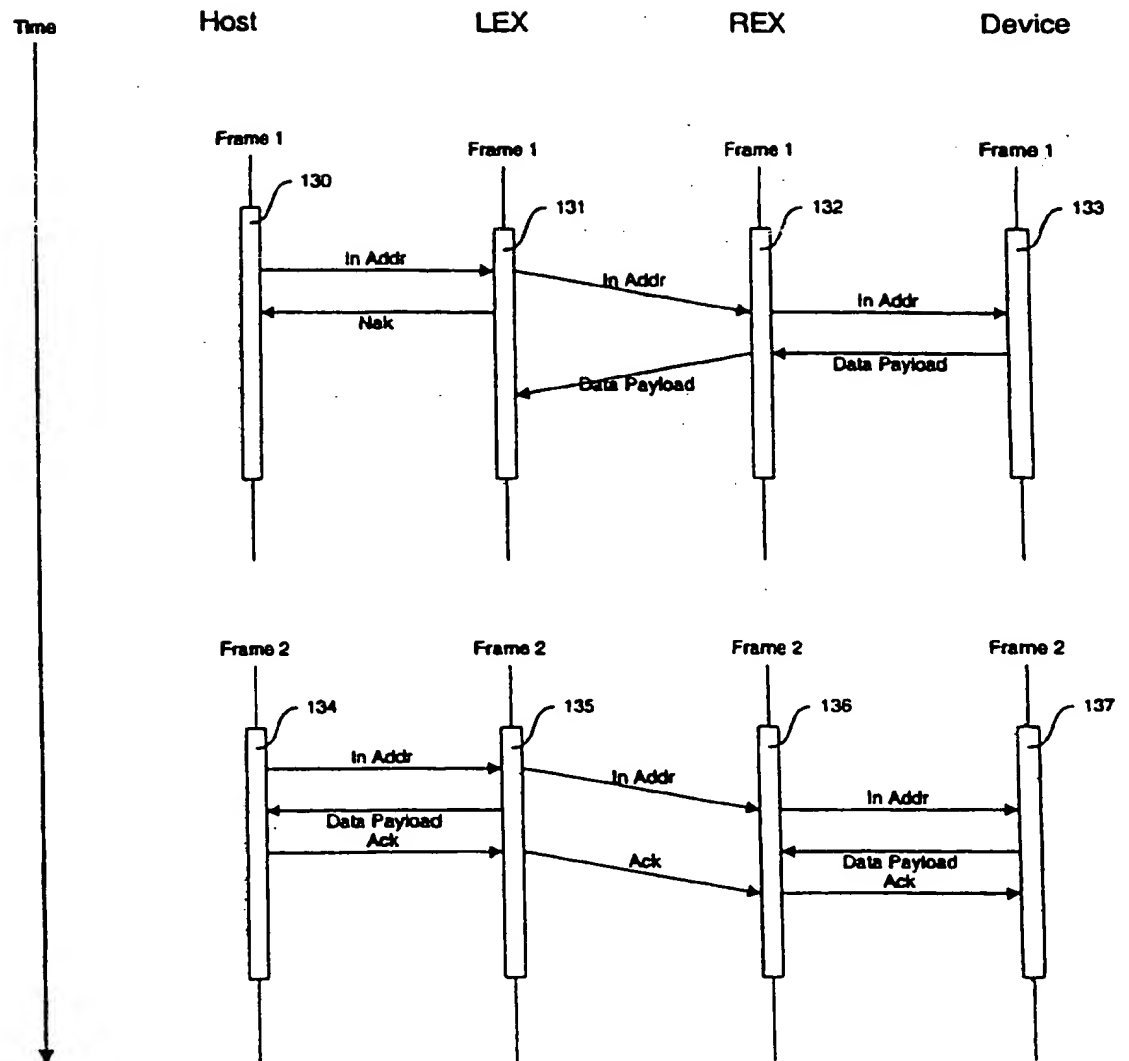 Time Host LEX REX Device
Frame 1 Frame 1 Frame 1 Frame 1
130 131 132 133
In Addr In Addr In Addr
Nak Data Payload Data Payload
Frame 2 Frame 2 Frame 2 Frame 2
134 135 136 137
In Addr In Addr In Addr
Data Payload
Ack Ack Data Payload
Ack